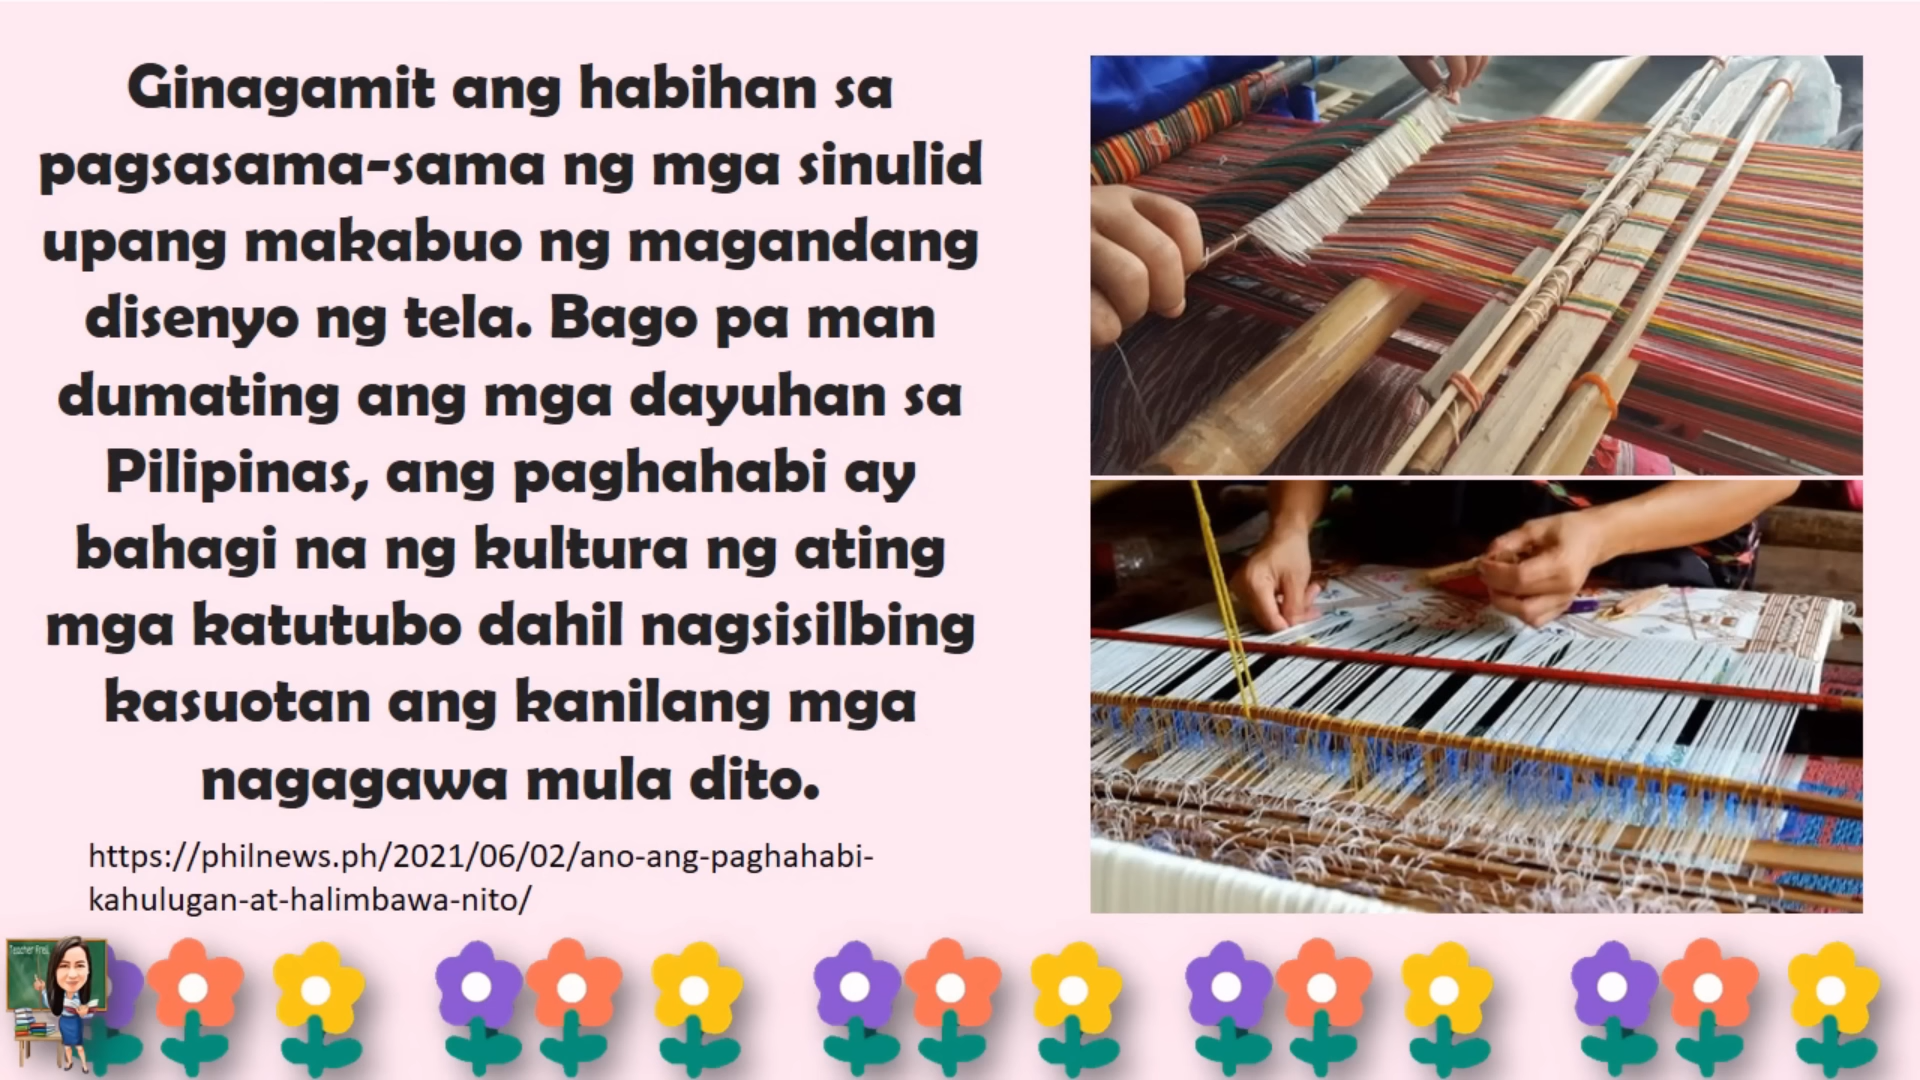 Ginagamit ang habihan sa
pagsasama-sama ng mga sinulid
upang makabuo ng magandang
disenyo ng tela. Bago pa man
dumating ang mga dayuhan sa
Pilipinas, ang paghahabi ay
bahagi na ng kultura ng ating
mga katutubo dahil nagsisilbing
kasuotan ang kanilang mga
nagagawa mula dito.
https://philnews.ph/2021/06/02/ano-ang-paghahabi-
kahulugan-at-halimbawa-nito/